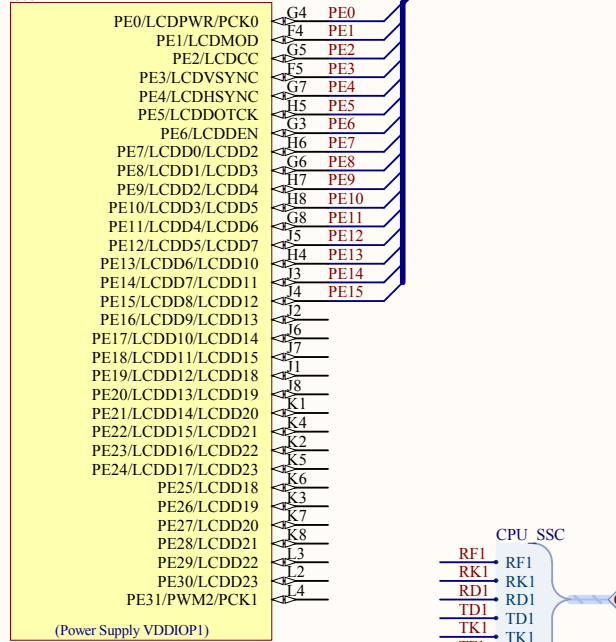 PE0/LCDPWR/PCK0 G4 PE0
PE1/LCDMOD F4 PE1
PE2/LCDCC G5 PE2
PE3/LCDVSYNC F5 PE3
PE4/LCDHSYNC G7 PE4
PE5/LCDDOTCK H5 PE5
PE6/LCDDEN G3 PE6
PE7/LCDD0/LCDD2 H6 PE7
PE8/LCDD1/LCDD3 G6 PE8
PE9/LCDD2/LCDD4 H7 PE9
PE10/LCDD3/LCDD5 H8 PE10
PE11/LCDD4/LCDD6 G8 PE11
PE12/LCDD5/LCDD7 J5 PE12
PE13/LCDD6/LCDD10 H4 PE13
PE14/LCDD7/LCDD11 J3 PE14
PE15/LCDD8/LCDD12 J4 PE15
PE16/LCDD9/LCDD13 J2
PE17/LCDD10/LCDD14 J6
PE18/LCDD11/LCDD15 J7
PE19/LCDD12/LCDD18 J1
PE20/LCDD13/LCDD19 J8
PE21/LCDD14/LCDD20 K1
PE22/LCDD15/LCDD21 K4
PE23/LCDD16/LCDD22 K2
PE24/LCDD17/LCDD23 K5
PE25/LCDD18 K6
PE26/LCDD19 K3
PE27/LCDD20 K7
PE28/LCDD21 K8
PE29/LCDD22 L3
PE30/LCDD23 L2
PE31/PWM2/PCK1 L4
(Power Supply VDDIOP1)
CPU_SSC
RF1 RF1
RK1 RK1
RD1 RD1
TD1 TD1
TK1 TK1